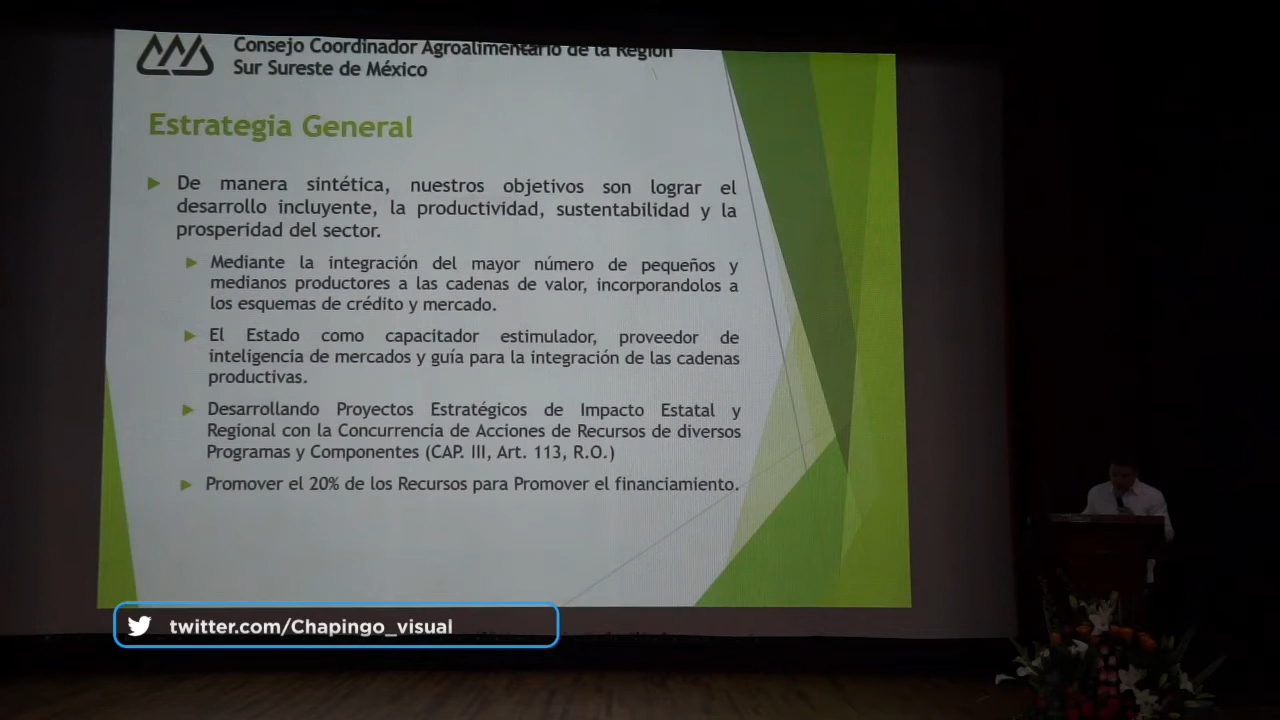 Consejo Coordinador Agroalimentario de la Región
Sur Sureste de México
Estrategia General
De manera sintética, nuestros objetivos son lograr el
desarrollo incluyente, la productividad, sustentabilidad y la
prosperidad del sector.
Mediante la integración del mayor número de pequeños y
medianos productores a las cadenas de valor, incorporandolos a
los esquemas de crédito y mercado.
El Estado como capacitador estimulador, proveedor de
inteligencia de mercados y guía para la integración de las cadenas
productivas.
Desarrollando Proyectos Estratégicos de Impacto Estatal y
Regional con la Concurrencia de Acciones de Recursos de diversos
Programas y Componentes (CAP. III, Art. 113, R.O.)
Promover el 20% de los Recursos para Promover el financiamiento.
twitter.com/Chapingo_visual